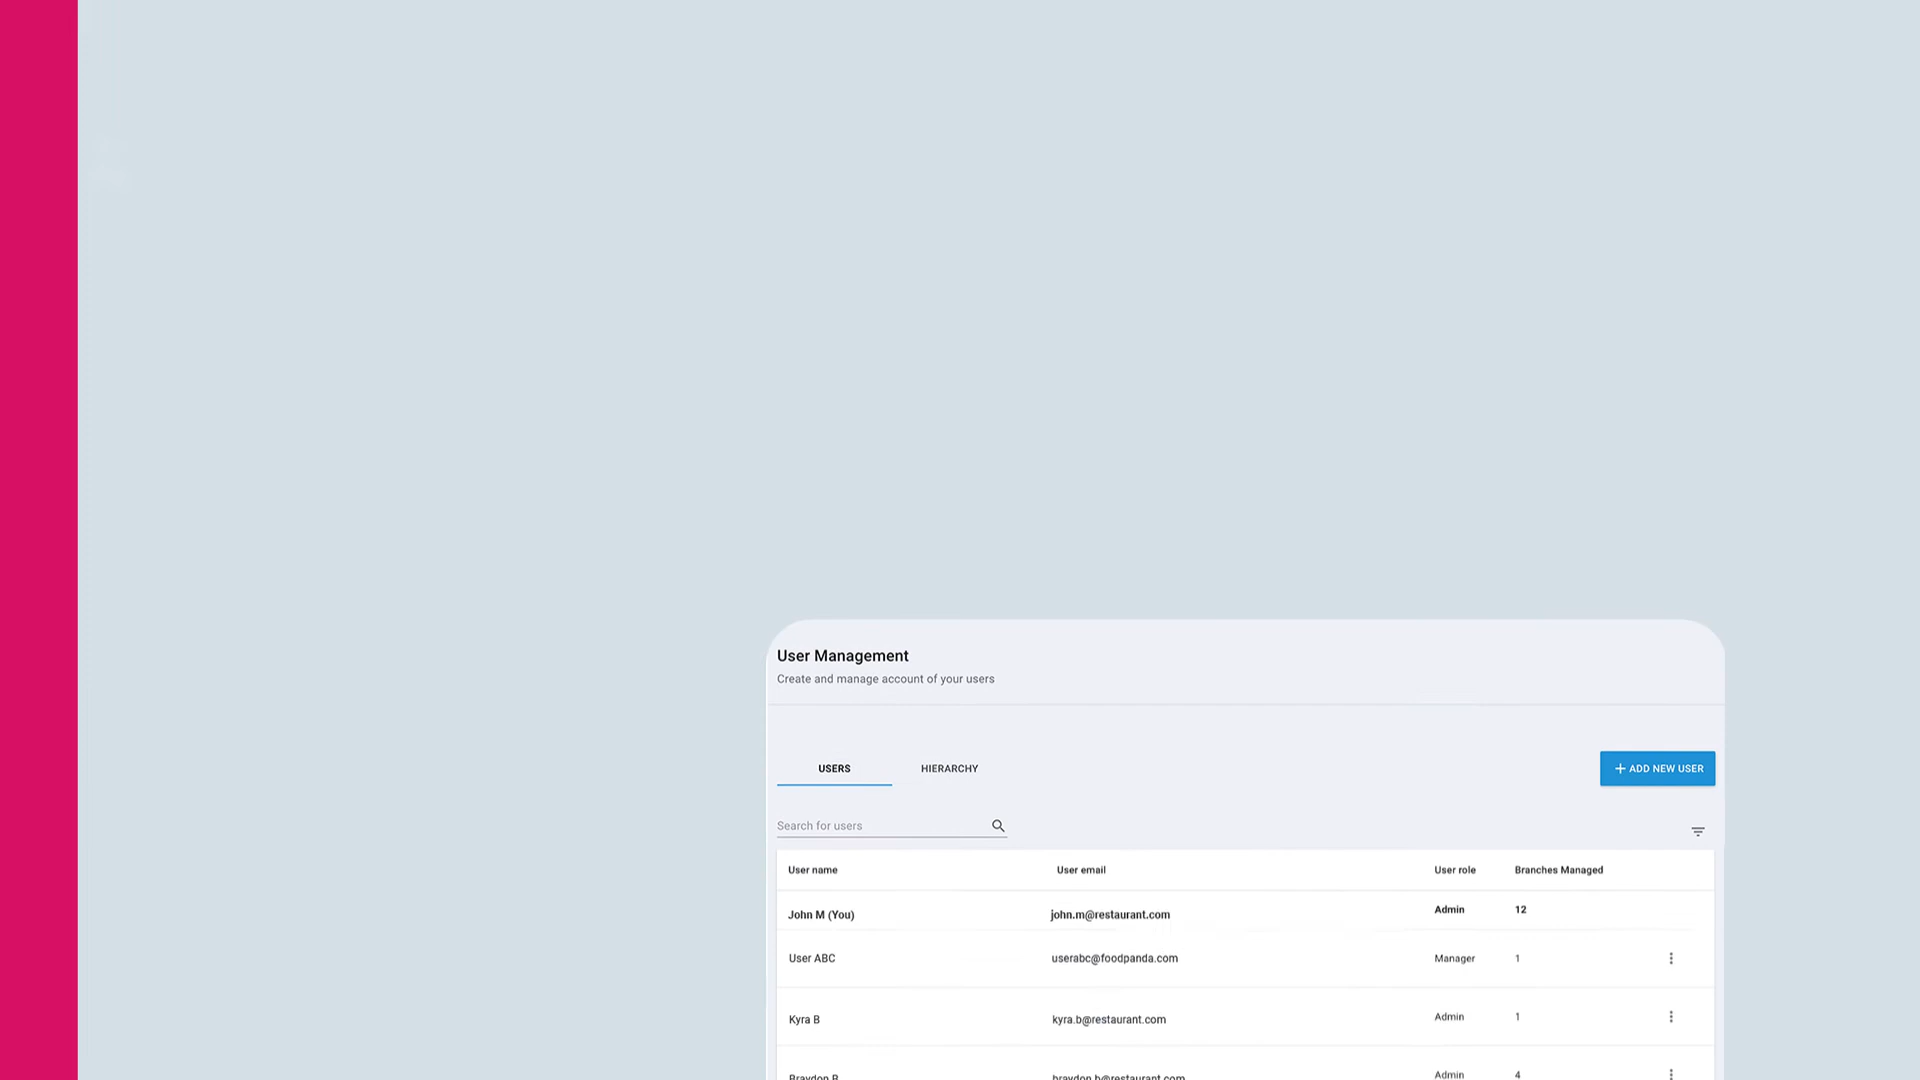 User Management
Create and manage account of your users
USERS HIERARCHY
+ ADD NEW USER
Search for users
User name User email User role Branches Managed
John M (You) john.m@restaurant.com Admin 12
User ABC userabc@foodpanda.com Manager 1
Kyra B kyra.b@restaurant.com Admin 1
Braydon B braydon.b@restaurant.com Admin 4